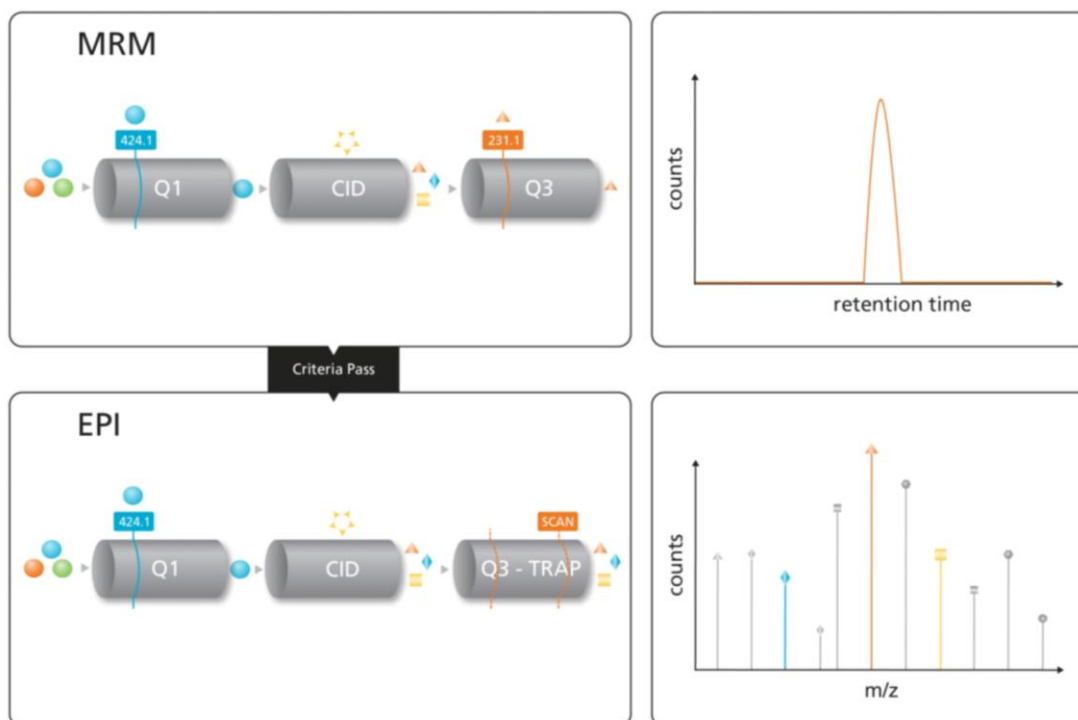 MRM
424.1
231.1
Q1
CID
Q3
counts
retention time
Criteria Pass
EPI
424.1
SCAN
Q1
CID
Q3 - TRAP
counts
m/z